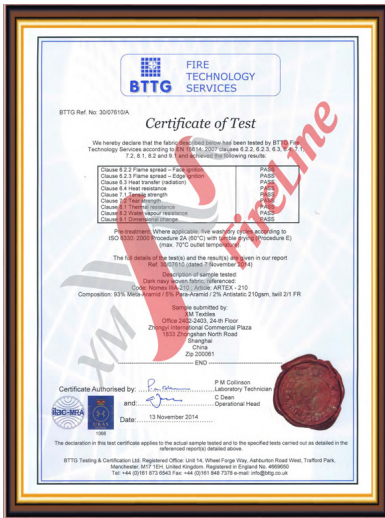 BTTG
FIRE
TECHNOLOGY
SERVICES
BTTG Ref. No: 30/07610/A
Certificate of Test
We hereby declare that the fabric described below has been tested by BTTG Fire
Technology Services according to EN 15614: 2007 clauses 6.2.2, 6.2.3, 6.3, 6.4, 7.1,
7.2, 8.1, 8.2 and 9.1 and achieved the following results:
Clause 6.2.2 Flame spread – Face ignition PASS
Clause 6.2.3 Flame spread – Edge ignition PASS
Clause 6.3 Heat transfer (radiation) PASS
Clause 6.4 Heat resistance PASS
Clause 7.1 Tensile strength PASS
Clause 7.2 Tear strength PASS
Clause 8.1 Thermal resistance PASS
Clause 8.2 Water vapour resistance PASS
Clause 9.1 Dimensional change PASS
Pre-treatment: Where applicable, five washing cycles according to
ISO 6330: 2000 Procedure 2A (60°C) with tumble drying (Procedure E)
(max. 70°C outlet temperature)
The full details of the test(s) and the result(s) are given in our report
Ref: 30/07610 (dated 7 November 2014)
Description of sample tested:
Dark navy woven fabric, referenced:
Code: Nomex IIIA-210 ; Article: ARTEX - 210
Composition: 93% Meta-Aramid / 5% Para-Aramid / 2% Antistatic 210gsm, twill 2/1 FR
Sample submitted by:
XM Textiles
Office 2402-2403, 24-th Floor
Zhongyi International Commercial Plaza
1833 Zhongshan North Road
Shanghai
China
Zip 200061
END
Certificate Authorised by:
P M Collinson
Laboratory Technician
and:
C Dean
Operational Head
Date: 13 November 2014
ilac-MRA
UKAS
1066
The declaration in this test certificate applies to the actual sample tested and to the specified tests carried out as detailed in the
referenced report(s) detailed above.
BTTG Testing & Certification Ltd. Registered Office: Unit 14, Wheel Forge Way, Ashburton Road West, Trafford Park,
Manchester. M17 1EH. United Kingdom. Registered in England No. 4669650
Tel: +44 (0)161 873 6543 Fax: +44 (0)161 848 7378 e-mail: info@bttg.co.uk
XM
FireLine